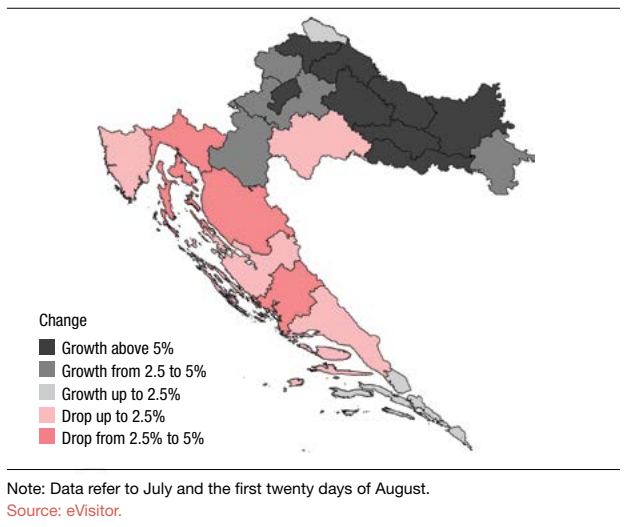 Change
Growth above 5%
Growth from 2.5 to 5%
Growth up to 2.5%
Drop up to 2.5%
Drop from 2.5% to 5%
Note: Data refer to July and the first twenty days of August.
Source: eVisitor.